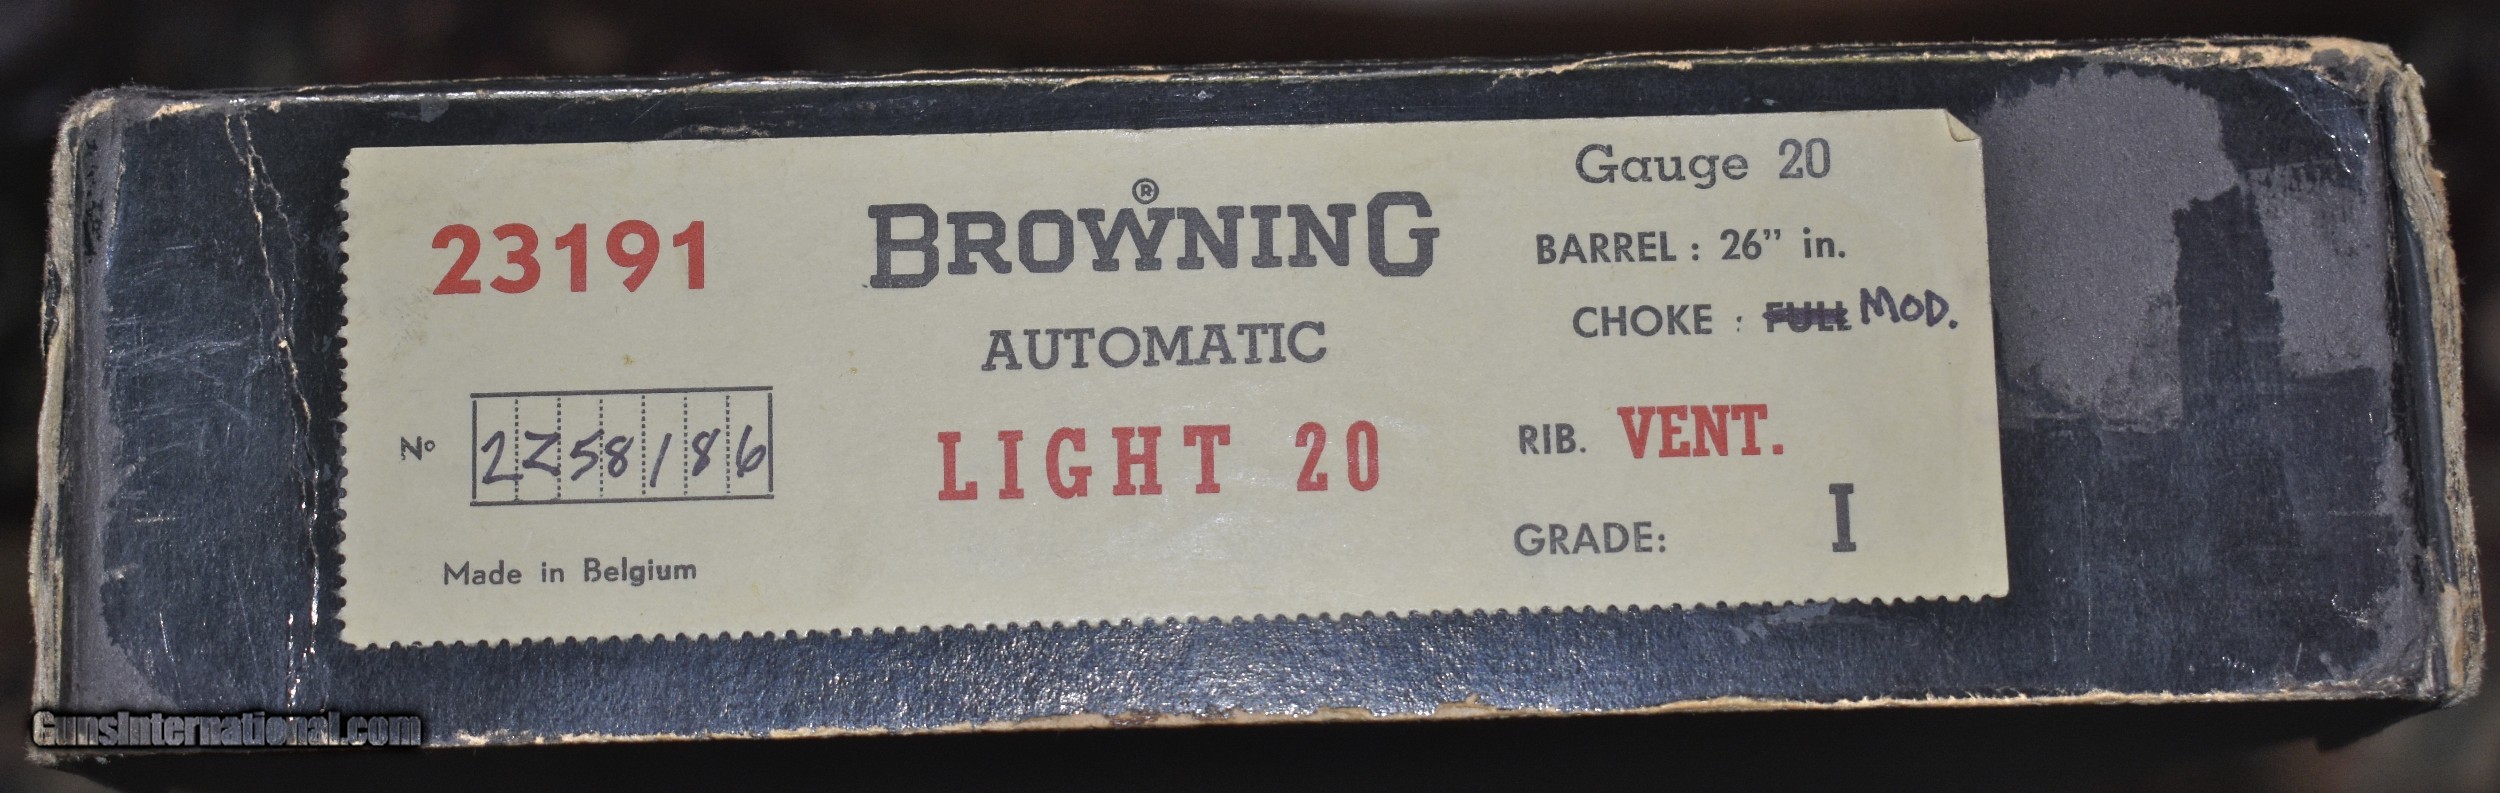 23191
BROWNING®
AUTOMATIC
LIGHT 20
Nº 2Z58186
Made in Belgium
Gauge 20
BARREL : 26" in.
CHOKE : FULL MOD.
RIB. VENT.
GRADE: I
GunsInternational.com